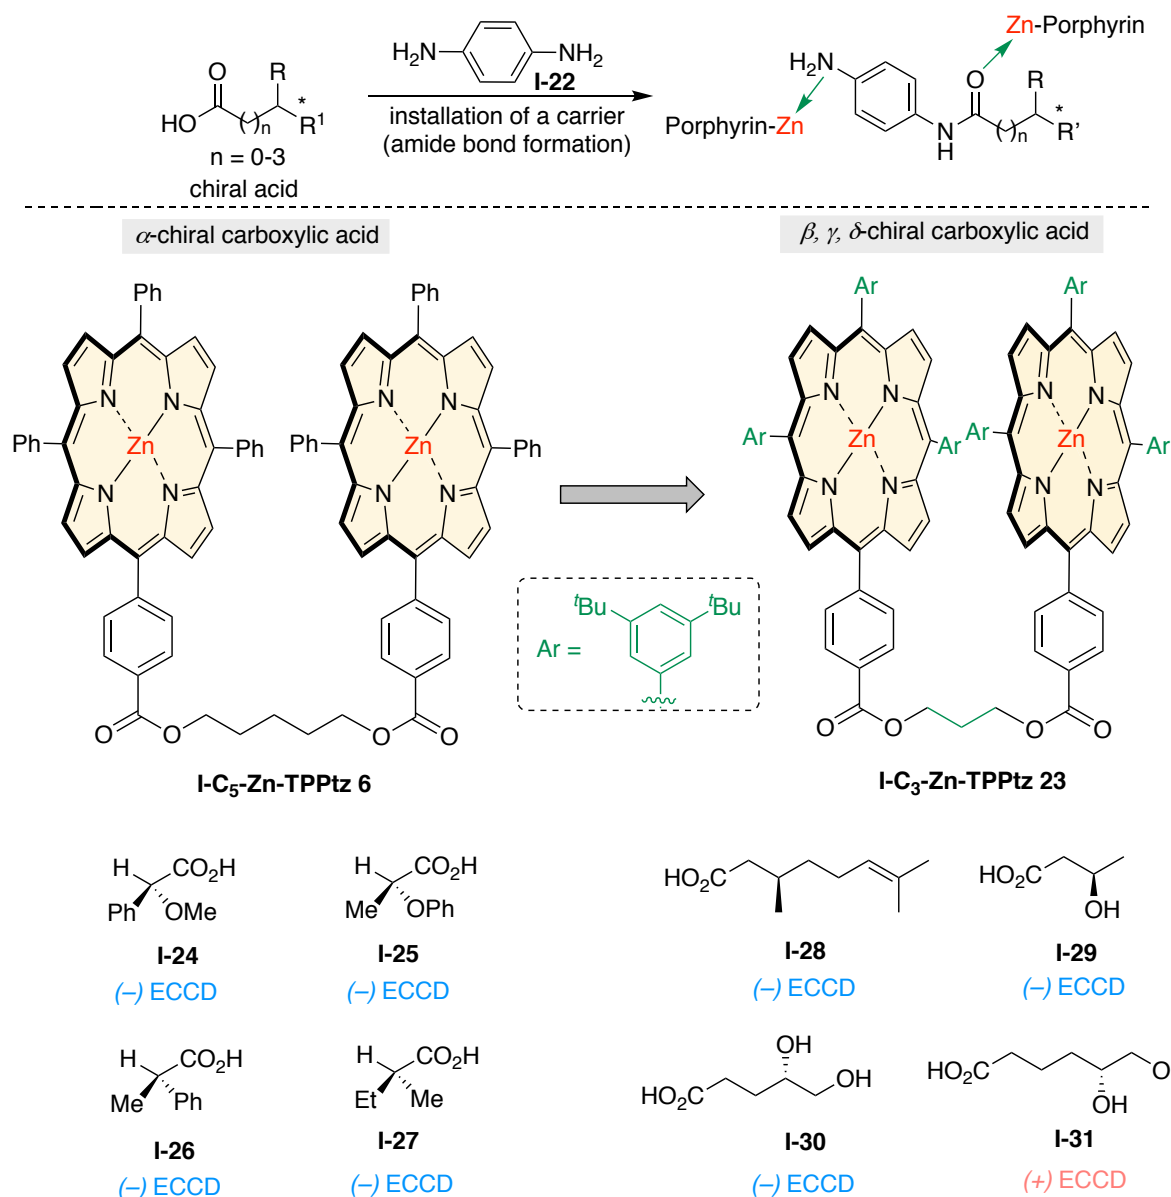 O
HO
( )n
R
*
R¹
n = 0-3
chiral acid
H₂N
NH₂
I-22
installation of a carrier
(amide bond formation)
Zn-Porphyrin
H₂N
O
R
*
N
H
( )n
R'
Porphyrin-Zn
α-chiral carboxylic acid
β, γ, δ-chiral carboxylic acid
Ph
Ph
Ar
Ar
N
N
N
N
N
N
N
N
Ph
Zn
Ph
Ph
Zn
Ph
Ar
Zn
Ar
Ar
Zn
Ar
N
N
N
N
N
N
N
N
Ar =
ᵗBu
ᵗBu
O
O
O
O
O
O
O
O
I-C₅-Zn-TPPtz 6
I-C₃-Zn-TPPtz 23
H
CO₂H
Ph
OMe
I-24
(–) ECCD
H
CO₂H
Me
OPh
I-25
(–) ECCD
HO₂C
Me
I-28
(–) ECCD
HO₂C
OH
I-29
(–) ECCD
H
CO₂H
Me
Ph
I-26
(–) ECCD
H
CO₂H
Et
Me
I-27
(–) ECCD
HO₂C
OH
OH
I-30
(–) ECCD
HO₂C
O
OH
I-31
(+) ECCD